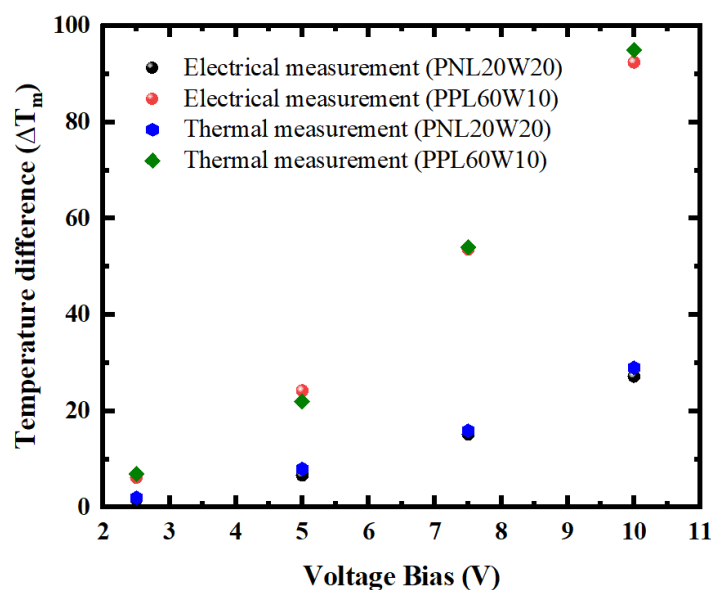 100
80
60
40
20
0
Temperature difference (ΔTm)
Electrical measurement (PNL20W20)
Electrical measurement (PPL60W10)
Thermal measurement (PNL20W20)
Thermal measurement (PPL60W10)
2 3 4 5 6 7 8 9 10 11
Voltage Bias (V)